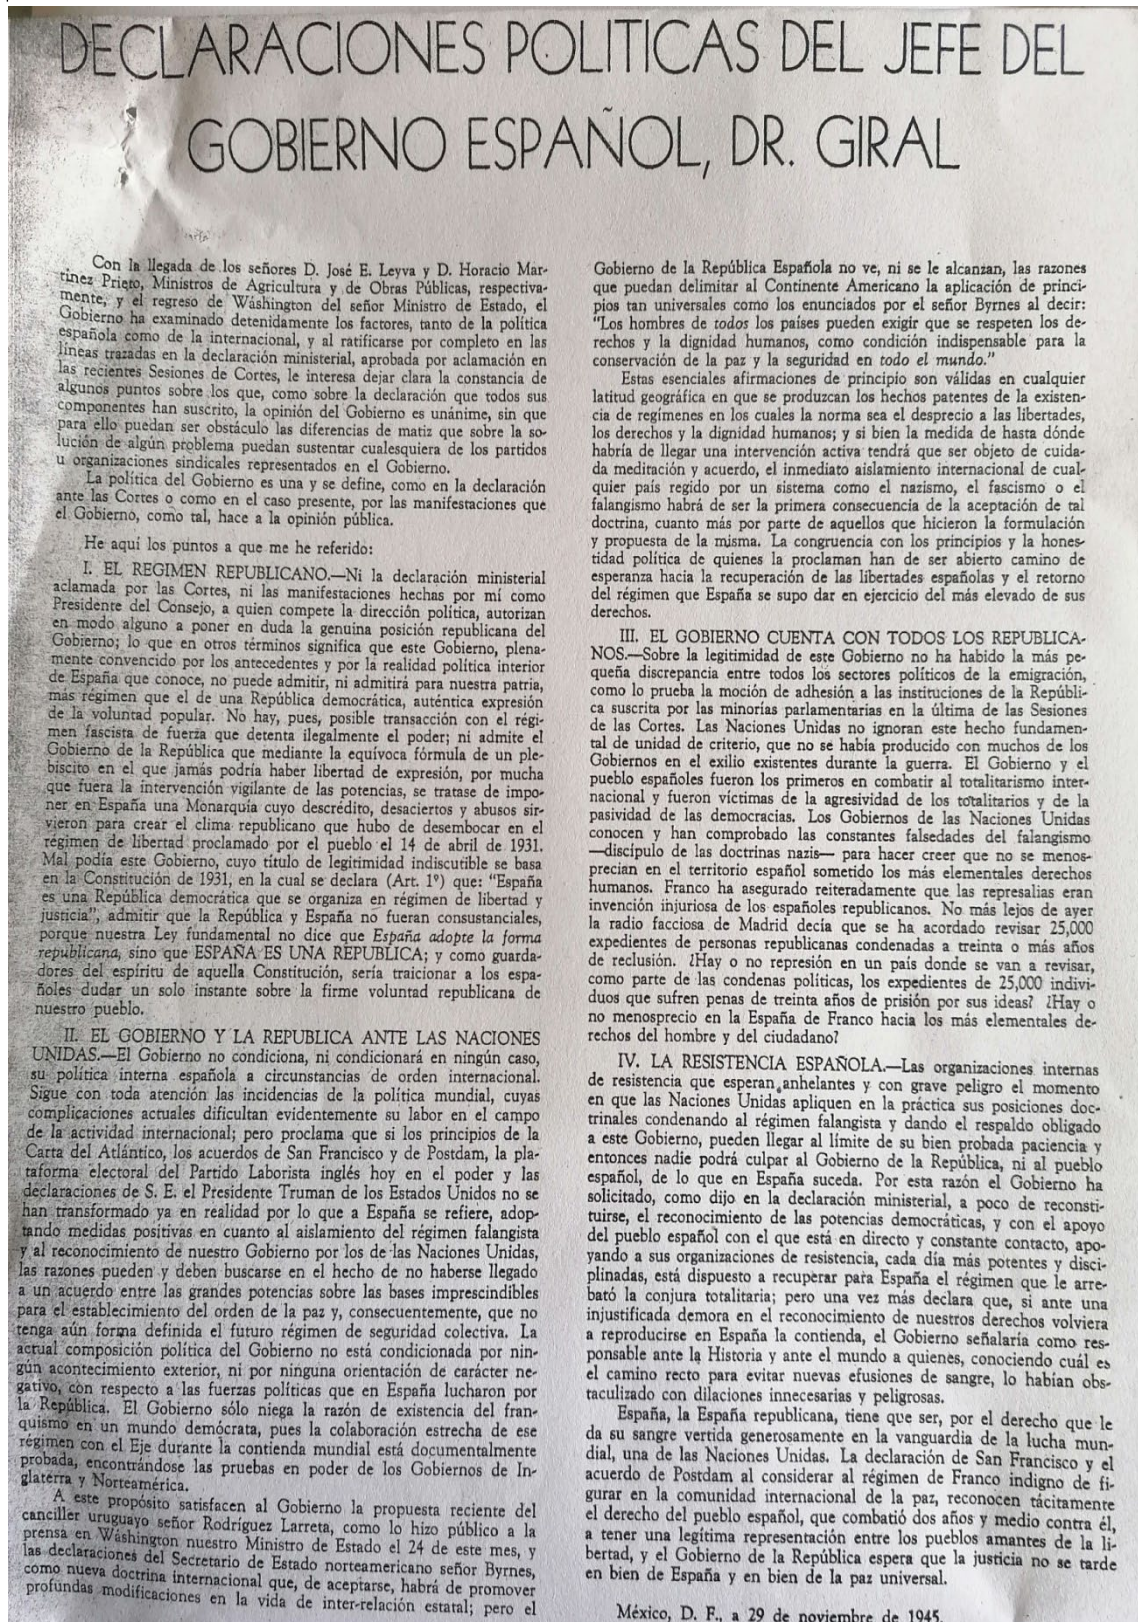 DECLARACIONES POLITICAS DEL JEFE DEL
GOBIERNO ESPAÑOL, DR. GIRAL
Con la llegada de los señores D. José E. Leyva y D. Horacio Mar-
tínez Prieto, Ministros de Agricultura y de Obras Públicas, respectiva-
mente, y el regreso de Wáshington del señor Ministro de Estado, el
Gobierno ha examinado detenidamente los factores, tanto de la política
española como de la internacional, y al ratificarse por completo en las
líneas trazadas en la declaración ministerial, aprobada por aclamación en
las recientes Sesiones de Cortes, le interesa dejar clara la constancia de
algunos puntos sobre los que, como sobre la declaración que todos sus
componentes han suscrito, la opinión del Gobierno es unánime, sin que
para ello puedan ser obstáculo las diferencias de matiz que sobre la so-
lución de algún problema puedan sustentar cualesquiera de los partidos
u organizaciones sindicales representados en el Gobierno.
La política del Gobierno es una y se define, como en la declaración
ante las Cortes o como en el caso presente, por las manifestaciones que
el Gobierno, como tal, hace a la opinión pública.
He aquí los puntos a que me he referido:
I. EL REGIMEN REPUBLICANO.—Ni la declaración ministerial
aclamada por las Cortes, ni las manifestaciones hechas por mí como
Presidente del Consejo, a quien compete la dirección política, autorizan
en modo alguno a poner en duda la genuina posición republicana del
Gobierno; lo que en otros términos significa que este Gobierno, plena-
mente convencido por los antecedentes y por la realidad política interior
de España que conoce, no puede admitir, ni admitirá para nuestra patria,
más régimen que el de una República democrática, auténtica expresión
de la voluntad popular. No hay, pues, posible transacción con el régi-
men fascista de fuerza que detenta ilegalmente el poder; ni admite el
Gobierno de la República que mediante la equívoca fórmula de un ple-
biscito en el que jamás podría haber libertad de expresión, por mucha
que fuera la intervención vigilante de las potencias, se tratase de impo-
ner en España una Monarquía cuyo descrédito, desaciertos y abusos sir-
vieron para crear el clima republicano que hubo de desembocar en el
régimen de libertad proclamado por el pueblo el 14 de abril de 1931.
Mal podía este Gobierno, cuyo título de legitimidad indiscutible se basa
en la Constitución de 1931, en la cual se declara (Art. 1º) que: "España
es una República democrática que se organiza en régimen de libertad y
justicia", admitir que la República y España no fueran consustanciales,
porque nuestra Ley fundamental no dice que España adopte la forma
republicana, sino que ESPAÑA ES UNA REPUBLICA; y como guarda-
dores del espíritu de aquella Constitución, sería traicionar a los espa-
ñoles dudar un solo instante sobre la firme voluntad republicana de
nuestro pueblo.
II. EL GOBIERNO Y LA REPUBLICA ANTE LAS NACIONES
UNIDAS.—El Gobierno no condiciona, ni condicionará en ningún caso,
su política interna española a circunstancias de orden internacional.
Sigue con toda atención las incidencias de la política mundial, cuyas
complicaciones actuales dificultan evidentemente su labor en el campo
de la actividad internacional; pero proclama que si los principios de la
Carta del Atlántico, los acuerdos de San Francisco y de Postdam, la pla-
taforma electoral del Partido Laborista inglés hoy en el poder y las
declaraciones de S. E. el Presidente Truman de los Estados Unidos no se
han transformado ya en realidad por lo que a España se refiere, adop-
tando medidas positivas en cuanto al aislamiento del régimen falangista
y al reconocimiento de nuestro Gobierno por los de las Naciones Unidas,
las razones pueden y deben buscarse en el hecho de no haberse llegado
a un acuerdo entre las grandes potencias sobre las bases imprescindibles
para el establecimiento del orden de la paz y, consecuentemente, que no
tenga aún forma definida el futuro régimen de seguridad colectiva. La
actual composición política del Gobierno no está condicionada por nin-
gún acontecimiento exterior, ni por ninguna orientación de carácter ne-
gativo, con respecto a las fuerzas políticas que en España lucharon por
la República. El Gobierno sólo niega la razón de existencia del fran-
quismo en un mundo demócrata, pues la colaboración estrecha de ese
régimen con el Eje durante la contienda mundial está documentalmente
probada, encontrándose las pruebas en poder de los Gobiernos de In-
glaterra y Norteamérica.
A este propósito satisfacen al Gobierno la propuesta reciente del
canciller uruguayo señor Rodríguez Larreta, como lo hizo público a la
prensa en Wáshington nuestro Ministro de Estado el 24 de este mes, y
las declaraciones del Secretario de Estado norteamericano señor Byrnes,
como nueva doctrina internacional que, de aceptarse, habrá de promover
profundas modificaciones en la vida de inter-relación estatal; pero el
Gobierno de la República Española no ve, ni se le alcanzan, las razones
que puedan delimitar al Continente Americano la aplicación de princi-
pios tan universales como los enunciados por el señor Byrnes al decir:
"Los hombres de todos los países pueden exigir que se respeten los de-
rechos y la dignidad humanos, como condición indispensable para la
conservación de la paz y la seguridad en todo el mundo."
Estas esenciales afirmaciones de principio son válidas en cualquier
latitud geográfica en que se produzcan los hechos patentes de la existen-
cia de regímenes en los cuales la norma sea el desprecio a las libertades,
los derechos y la dignidad humanos; y si bien la medida de hasta dónde
habría de llegar una intervención activa tendrá que ser objeto de cuida-
da meditación y acuerdo, el inmediato aislamiento internacional de cual-
quier país regido por un sistema como el nazismo, el fascismo o el
falangismo habrá de ser la primera consecuencia de la aceptación de tal
doctrina, cuanto más por parte de aquellos que hicieron la formulación
y propuesta de la misma. La congruencia con los principios y la hones-
tidad política de quienes la proclaman han de ser abierto camino de
esperanza hacia la recuperación de las libertades españolas y el retorno
del régimen que España se supo dar en ejercicio del más elevado de sus
derechos.
III. EL GOBIERNO CUENTA CON TODOS LOS REPUBLICA-
NOS.—Sobre la legitimidad de este Gobierno no ha habido la más pe-
queña discrepancia entre todos los sectores políticos de la emigración,
como lo prueba la moción de adhesión a las instituciones de la Repúbli-
ca suscrita por las minorías parlamentarias en la última de las Sesiones
de las Cortes. Las Naciones Unidas no ignoran este hecho fundamen-
tal de unidad de criterio, que no se había producido con muchos de los
Gobiernos en el exilio existentes durante la guerra. El Gobierno y el
pueblo españoles fueron los primeros en combatir al totalitarismo inter-
nacional y fueron víctimas de la agresividad de los totalitarios y de la
pasividad de las democracias. Los Gobiernos de las Naciones Unidas
conocen y han comprobado las constantes falsedades del falangismo
—discípulo de las doctrinas nazis— para hacer creer que no se menos-
precian en el territorio español sometido los más elementales derechos
humanos. Franco ha asegurado reiteradamente que las represalias eran
invención injuriosa de los españoles republicanos. No más lejos de ayer
la radio facciosa de Madrid decía que se ha acordado revisar 25,000
expedientes de personas republicanas condenadas a treinta o más años
de reclusión. ¿Hay o no represión en un país donde se van a revisar,
como parte de las condenas políticas, los expedientes de 25,000 indivi-
duos que sufren penas de treinta años de prisión por sus ideas? ¿Hay o
no menosprecio en la España de Franco hacia los más elementales de-
rechos del hombre y del ciudadano?
IV. LA RESISTENCIA ESPAÑOLA.—Las organizaciones internas
de resistencia que esperan anhelantes y con grave peligro el momento
en que las Naciones Unidas apliquen en la práctica sus posiciones doc-
trinales condenando al régimen falangista y dando el respaldo obligado
a este Gobierno, pueden llegar al límite de su bien probada paciencia y
entonces nadie podrá culpar al Gobierno de la República, ni al pueblo
español, de lo que en España suceda. Por esta razón el Gobierno ha
solicitado, como dijo en la declaración ministerial, a poco de reconsti-
tuirse, el reconocimiento de las potencias democráticas, y con el apoyo
del pueblo español con el que está en directo y constante contacto, apo-
yando a sus organizaciones de resistencia, cada día más potentes y disci-
plinadas, está dispuesto a recuperar para España el régimen que le arre-
bató la conjura totalitaria; pero una vez más declara que, si ante una
injustificada demora en el reconocimiento de nuestros derechos volviera
a reproducirse en España la contienda, el Gobierno señalaría como res-
ponsable ante la Historia y ante el mundo a quienes, conociendo cuál es
el camino recto para evitar nuevas efusiones de sangre, lo habían obs-
taculizado con dilaciones innecesarias y peligrosas.
España, la España republicana, tiene que ser, por el derecho que le
da su sangre vertida generosamente en la vanguardia de la lucha mun-
dial, una de las Naciones Unidas. La declaración de San Francisco y el
acuerdo de Postdam al considerar al régimen de Franco indigno de fi-
gurar en la comunidad internacional de la paz, reconocen tácitamente
el derecho del pueblo español, que combatió dos años y medio contra él,
a tener una legítima representación entre los pueblos amantes de la li-
bertad, y el Gobierno de la República espera que la justicia no se tarde
en bien de España y en bien de la paz universal.
México, D. F., a 29 de noviembre de 1945.